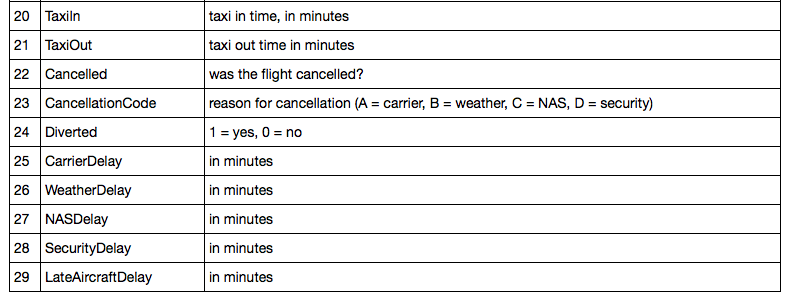 20 TaxiIn taxi in time, in minutes
21 TaxiOut taxi out time in minutes
22 Cancelled was the flight cancelled?
23 CancellationCode reason for cancellation (A = carrier, B = weather, C = NAS, D = security)
24 Diverted 1 = yes, 0 = no
25 CarrierDelay in minutes
26 WeatherDelay in minutes
27 NASDelay in minutes
28 SecurityDelay in minutes
29 LateAircraftDelay in minutes